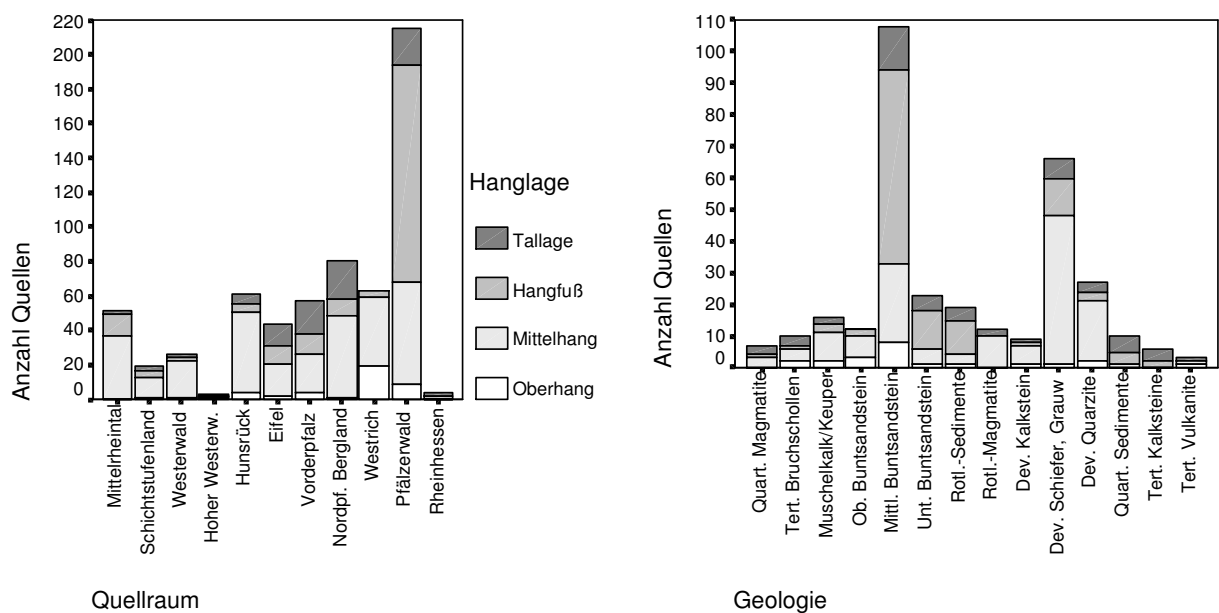 Anzahl Quellen
220
200
180
160
140
120
100
80
60
40
20
0
Mittelrheintal
Schichtstufenland
Westerwald
Hoher Westerw.
Hunsrück
Eifel
Vorderpfalz
Nordpf. Bergland
Westrich
Pfälzerwald
Rheinhessen
Quellraum
Hanglage
Tallage
Hangfuß
Mittelhang
Oberhang
Anzahl Quellen
110
100
90
80
70
60
50
40
30
20
10
0
Quart. Magmatite
Tert. Bruchschollen
Muschelkalk/Keuper
Ob. Buntsandstein
Mittl. Buntsandstein
Unt. Buntsandstein
Rotl.-Sedimente
Rotl.-Magmatite
Dev. Kalkstein
Dev. Schiefer, Grauw
Dev. Quarzite
Quart. Sedimente
Tert. Kalksteine
Tert. Vulkanite
Geologie